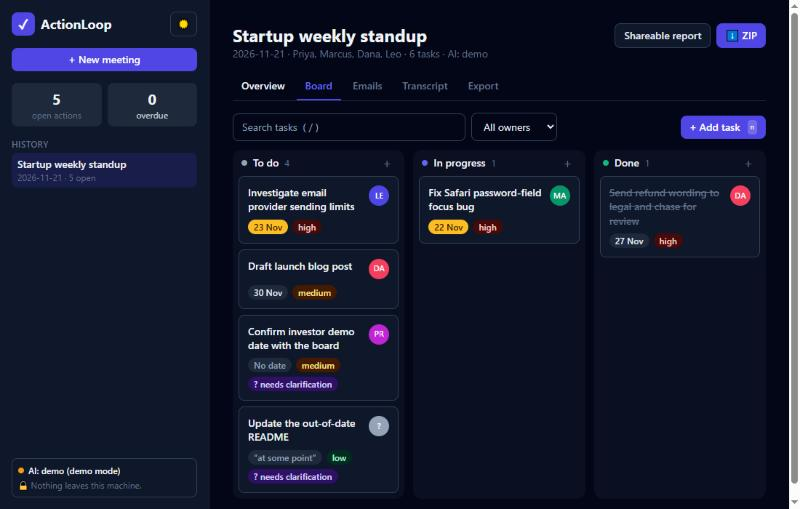 ActionLoop
+ New meeting
5
open actions
0
overdue
HISTORY
Startup weekly standup
2026-11-21 · 5 open
AI: demo (demo mode)
Nothing leaves this machine.
Startup weekly standup
2026-11-21 · Priya, Marcus, Dana, Leo · 6 tasks · AI: demo
Shareable report
ZIP
Overview
Board
Emails
Transcript
Export
Search tasks ( / )
All owners
+ Add task n
To do 4 +
Investigate email
provider sending limits
LE
23 Nov
high
Draft launch blog post
DA
30 Nov
medium
Confirm investor demo
date with the board
PR
No date
medium
? needs clarification
Update the out-of-date
README
?
"at some point"
low
? needs clarification
In progress 1 +
Fix Safari password-field
focus bug
MA
22 Nov
high
Done 1 +
Send refund wording to
legal and chase for
review
DA
27 Nov
high